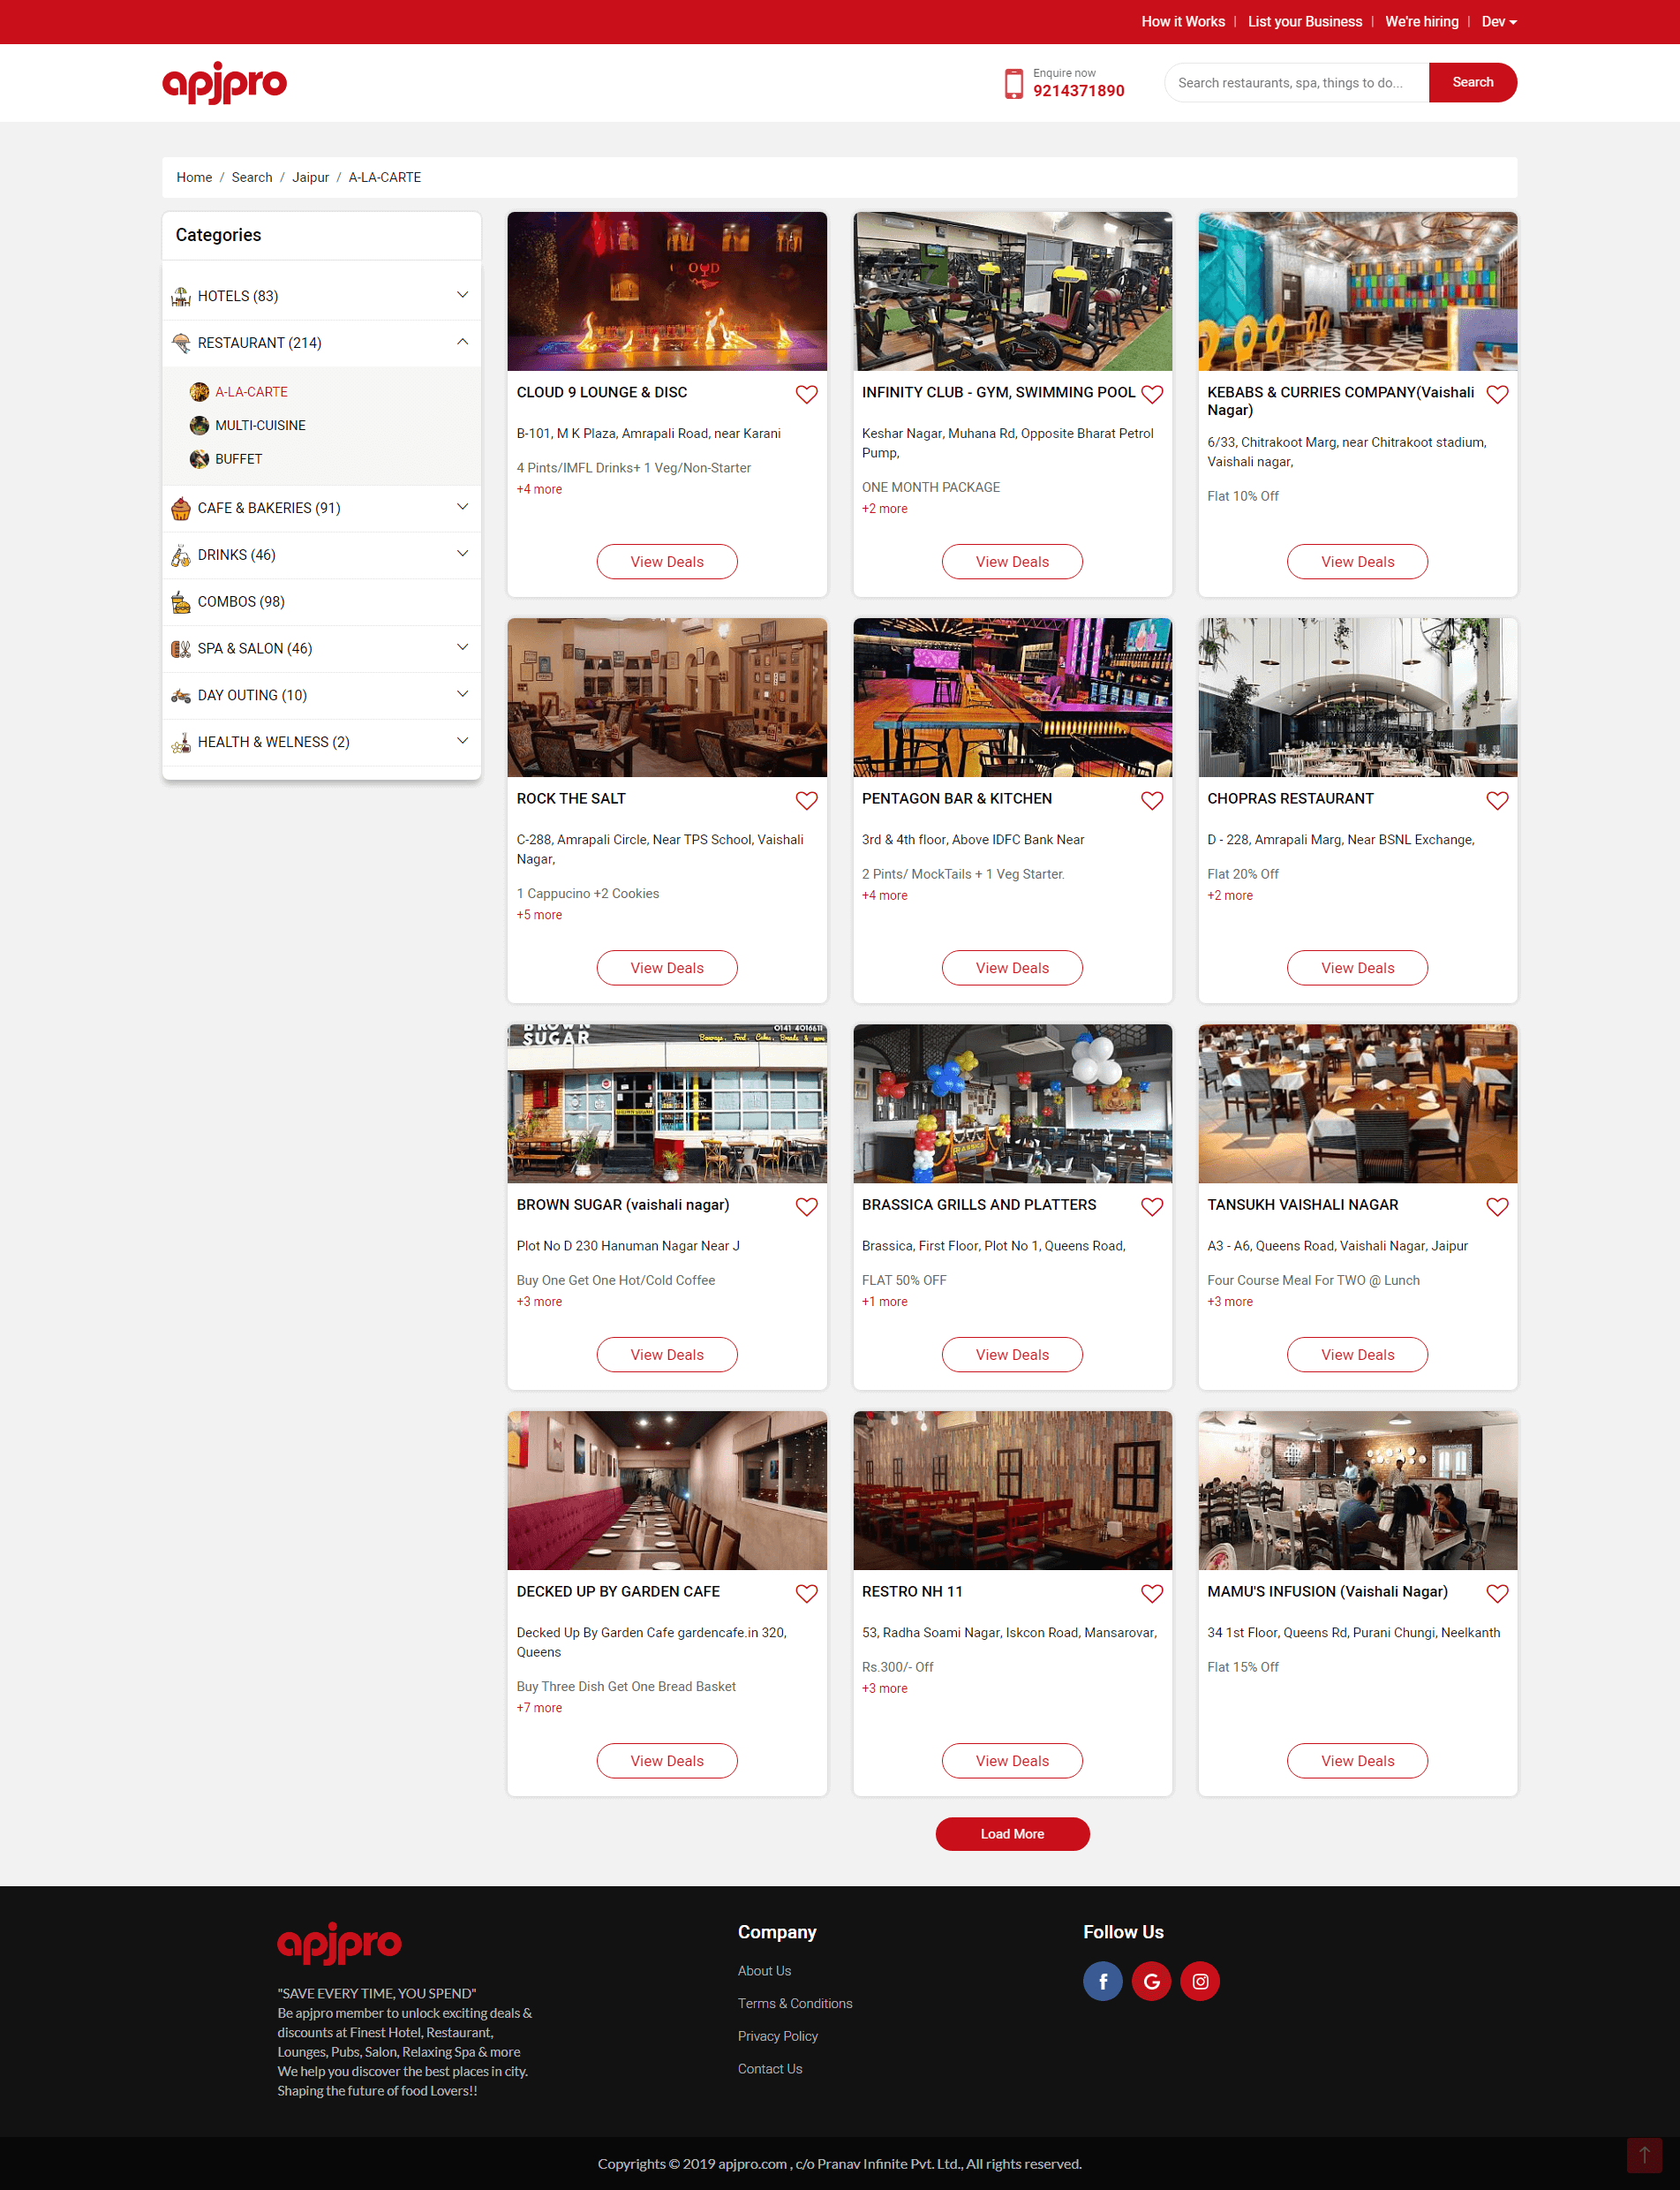 How it Works | List your Business | We're hiring | Dev
apjpro
Enquire now
9214371890
Search restaurants, spa, things to do...
Search
Home / Search / Jaipur / A-LA-CARTE
Categories
HOTELS (83)
RESTAURANT (214)
A-LA-CARTE
MULTI-CUISINE
BUFFET
CAFE & BAKERIES (91)
DRINKS (46)
COMBOS (98)
SPA & SALON (46)
DAY OUTING (10)
HEALTH & WELNESS (2)
CLOUD 9 LOUNGE & DISC
B-101, M K Plaza, Amrapali Road, near Karani
4 Pints/IMFL Drinks+ 1 Veg/Non-Starter
+4 more
View Deals
INFINITY CLUB - GYM, SWIMMING POOL
Keshar Nagar, Muhana Rd, Opposite Bharat Petrol
Pump,
ONE MONTH PACKAGE
+2 more
View Deals
KEBABS & CURRIES COMPANY(Vaishali
Nagar)
6/33, Chitrakoot Marg, near Chitrakoot stadium,
Vaishali nagar,
Flat 10% Off
View Deals
ROCK THE SALT
C-288, Amrapali Circle, Near TPS School, Vaishali
Nagar,
1 Cappucino +2 Cookies
+5 more
View Deals
PENTAGON BAR & KITCHEN
3rd & 4th floor, Above IDFC Bank Near
2 Pints/ MockTails + 1 Veg Starter.
+4 more
View Deals
CHOPRAS RESTAURANT
D - 228, Amrapali Marg, Near BSNL Exchange,
Flat 20% Off
+2 more
View Deals
BROWN
SUGAR
0141 4016611
BROWN SUGAR (vaishali nagar)
Plot No D 230 Hanuman Nagar Near J
Buy One Get One Hot/Cold Coffee
+3 more
View Deals
BRASSICA
BRASSICA GRILLS AND PLATTERS
Brassica, First Floor, Plot No 1, Queens Road,
FLAT 50% OFF
+1 more
View Deals
TANSUKH VAISHALI NAGAR
A3 - A6, Queens Road, Vaishali Nagar, Jaipur
Four Course Meal For TWO @ Lunch
+3 more
View Deals
DECKED UP BY GARDEN CAFE
Decked Up By Garden Cafe gardencafe.in 320,
Queens
Buy Three Dish Get One Bread Basket
+7 more
View Deals
RESTRO NH 11
53, Radha Soami Nagar, Iskcon Road, Mansarovar,
Rs.300/- Off
+3 more
View Deals
MAMU'S INFUSION (Vaishali Nagar)
34 1st Floor, Queens Rd, Purani Chungi, Neelkanth
Flat 15% Off
View Deals
Load More
apjpro
"SAVE EVERY TIME, YOU SPEND"
Be apjpro member to unlock exciting deals &
discounts at Finest Hotel, Restaurant,
Lounges, Pubs, Salon, Relaxing Spa & more
We help you discover the best places in city.
Shaping the future of food Lovers!!
Company
About Us
Terms & Conditions
Privacy Policy
Contact Us
Follow Us
Copyrights © 2019 apjpro.com , c/o Pranav Infinite Pvt. Ltd., All rights reserved.